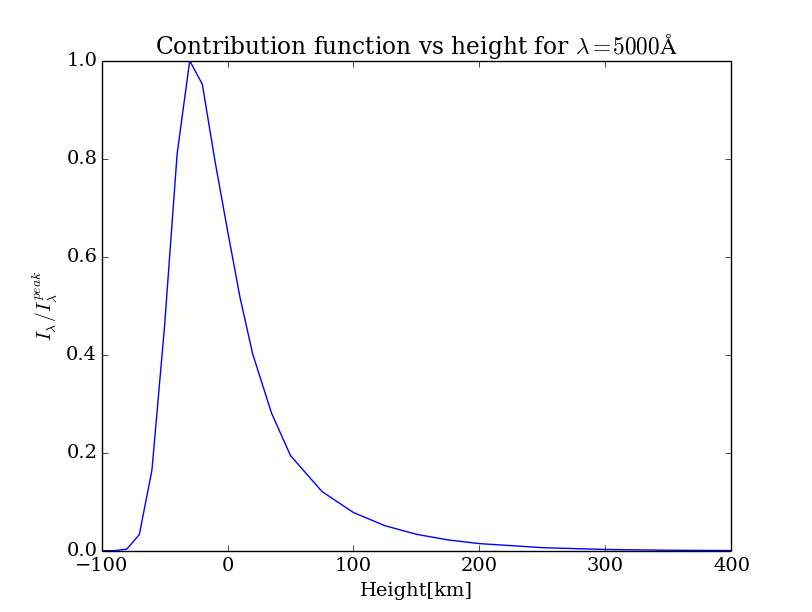 Contribution function vs height for λ=5000Å
1.0
0.8
0.6
0.4
0.2
0.0
I_λ/I_λ^{peak}
−100 0 100 200 300 400
Height[km]